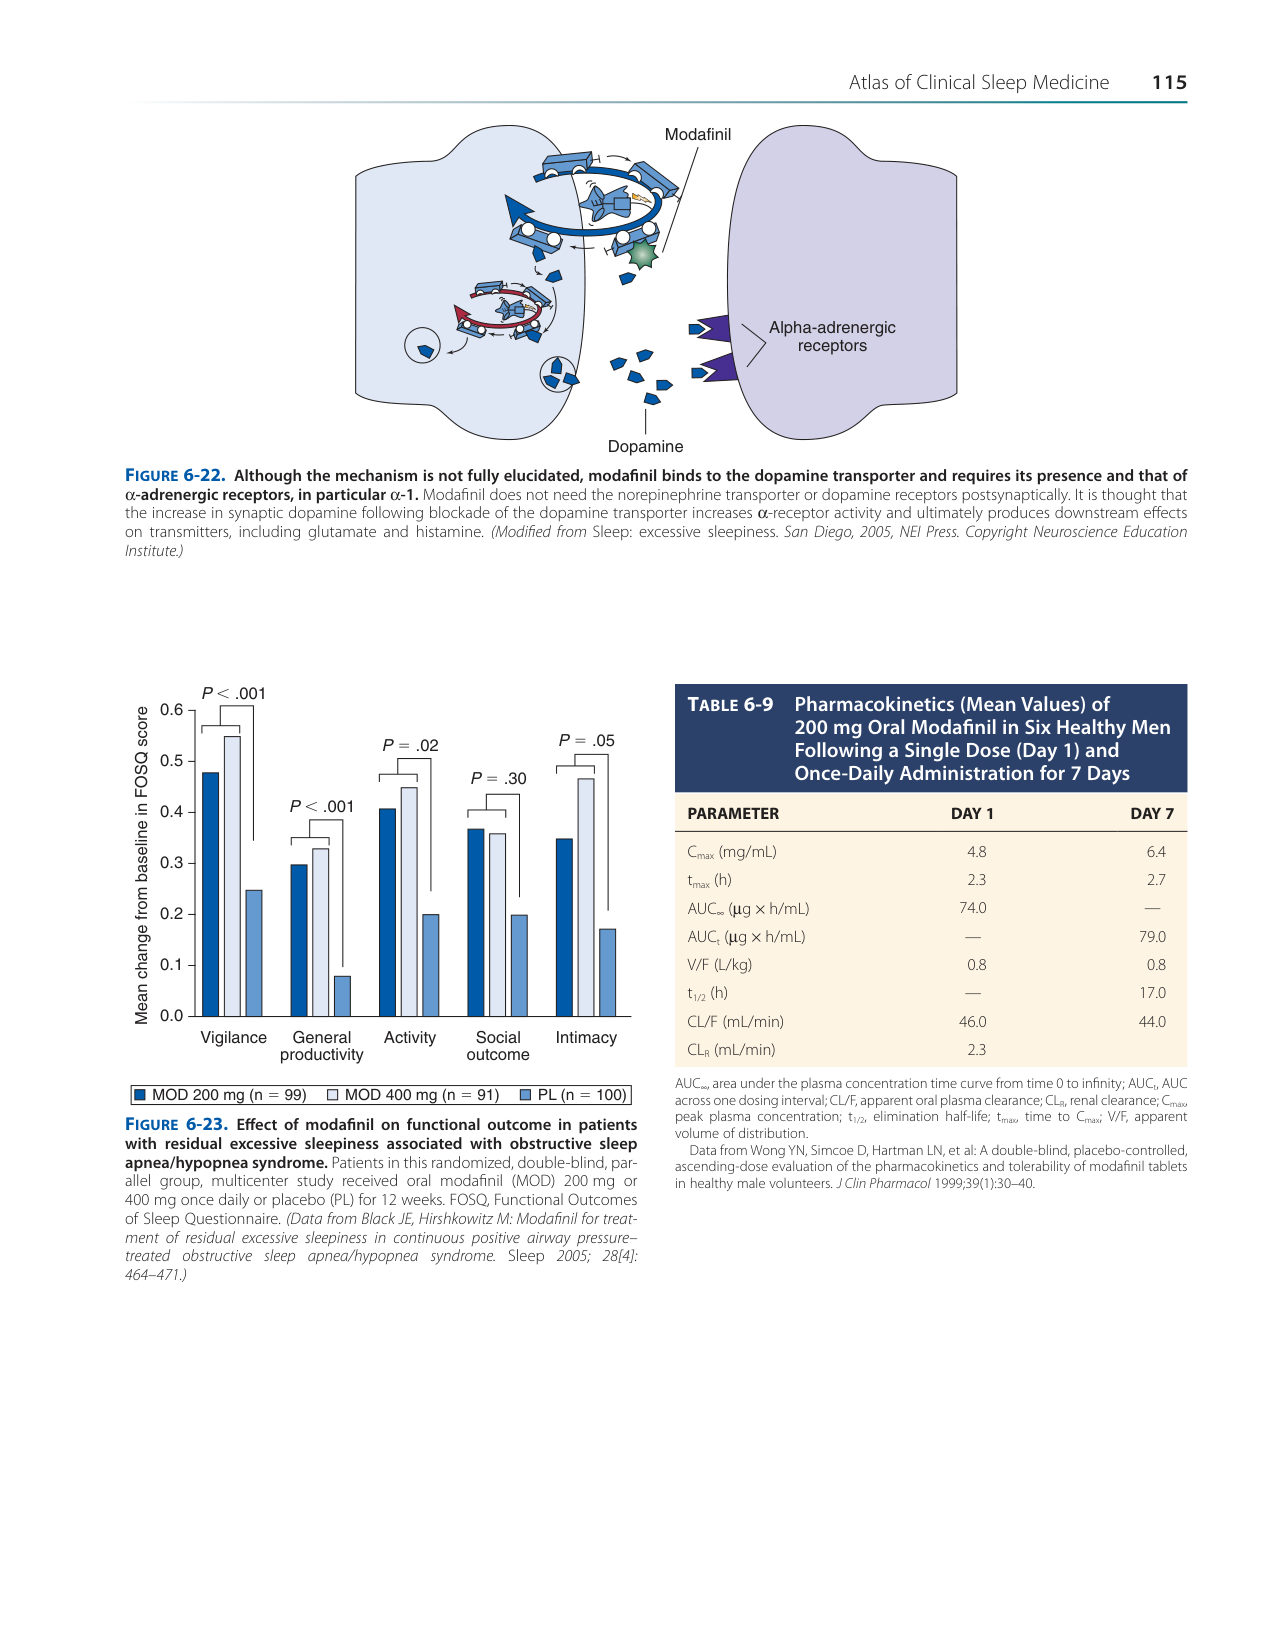 Atlas of Clinical Sleep Medicine 115
Modafinil
Alpha-adrenergic
receptors
Dopamine
FIGURE 6-22. Although the mechanism is not fully elucidated, modafinil binds to the dopamine transporter and requires its presence and that of
α-adrenergic receptors, in particular α-1. Modafinil does not need the norepinephrine transporter or dopamine receptors postsynaptically. It is thought that
the increase in synaptic dopamine following blockade of the dopamine transporter increases α-receptor activity and ultimately produces downstream effects
on transmitters, including glutamate and histamine. (Modified from Sleep: excessive sleepiness. San Diego, 2005, NEI Press. Copyright Neuroscience Education
Institute.)
Mean change from baseline in FOSQ score
0.6
0.5
0.4
0.3
0.2
0.1
0.0
P < .001
P < .001
P = .02
P = .30
P = .05
Vigilance
General
productivity
Activity
Social
outcome
Intimacy
MOD 200 mg (n = 99) MOD 400 mg (n = 91) PL (n = 100)
FIGURE 6-23. Effect of modafinil on functional outcome in patients
with residual excessive sleepiness associated with obstructive sleep
apnea/hypopnea syndrome. Patients in this randomized, double-blind, par-
allel group, multicenter study received oral modafinil (MOD) 200 mg or
400 mg once daily or placebo (PL) for 12 weeks. FOSQ, Functional Outcomes
of Sleep Questionnaire. (Data from Black JE, Hirshkowitz M: Modafinil for treat-
ment of residual excessive sleepiness in continuous positive airway pressure–
treated obstructive sleep apnea/hypopnea syndrome. Sleep 2005; 28[4]:
464–471.)
TABLE 6-9 Pharmacokinetics (Mean Values) of
200 mg Oral Modafinil in Six Healthy Men
Following a Single Dose (Day 1) and
Once-Daily Administration for 7 Days
PARAMETER DAY 1 DAY 7
Cmax (mg/mL) 4.8 6.4
tmax (h) 2.3 2.7
AUC∞ (μg × h/mL) 74.0 —
AUCt (μg × h/mL) — 79.0
V/F (L/kg) 0.8 0.8
t1/2 (h) — 17.0
CL/F (mL/min) 46.0 44.0
CLR (mL/min) 2.3
AUC∞, area under the plasma concentration time curve from time 0 to infinity; AUCt, AUC
across one dosing interval; CL/F, apparent oral plasma clearance; CLR, renal clearance; Cmax,
peak plasma concentration; t1/2, elimination half-life; tmax, time to Cmax; V/F, apparent
volume of distribution.
Data from Wong YN, Simcoe D, Hartman LN, et al: A double-blind, placebo-controlled,
ascending-dose evaluation of the pharmacokinetics and tolerability of modafinil tablets
in healthy male volunteers. J Clin Pharmacol 1999;39(1):30–40.